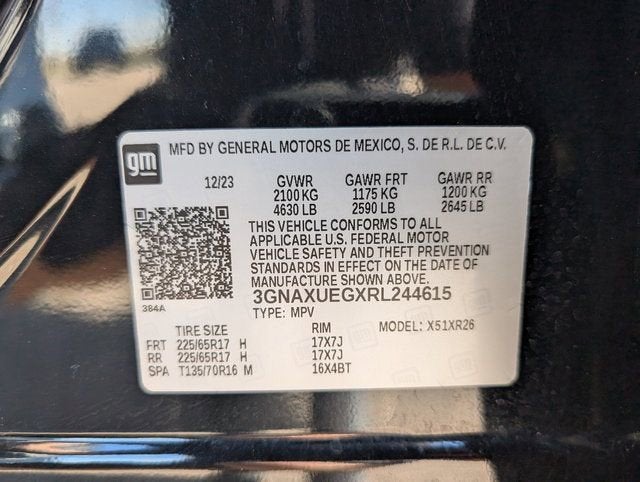 gm
MFD BY GENERAL MOTORS DE MEXICO, S. DE R.L. DE C.V.
12/23 GVWR GAWR FRT GAWR RR
2100 KG 1175 KG 1200 KG
4630 LB 2590 LB 2645 LB
THIS VEHICLE CONFORMS TO ALL
APPLICABLE U.S. FEDERAL MOTOR
VEHICLE SAFETY AND THEFT PREVENTION
STANDARDS IN EFFECT ON THE DATE OF
MANUFACTURE SHOWN ABOVE.
3GNAXUEGXRL244615
384A
TYPE: MPV
TIRE SIZE RIM MODEL: X51XR26
FRT 225/65R17 H 17X7J
RR 225/65R17 H 17X7J
SPA T135/70R16 M 16X4BT